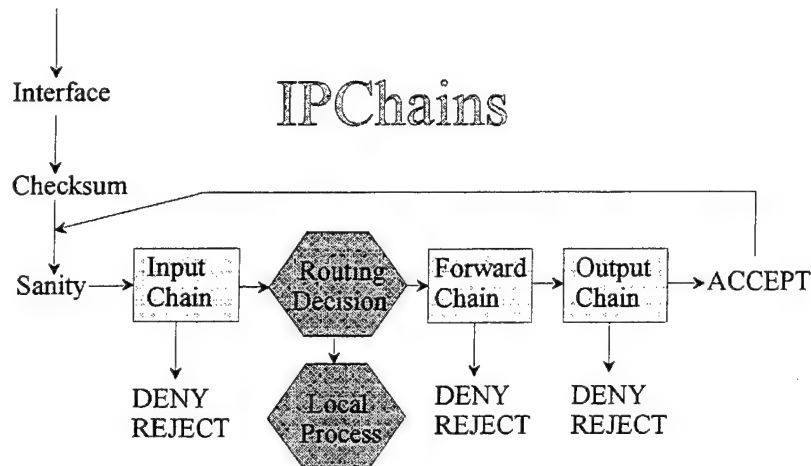 IPChains
Interface
Checksum
Sanity
Input
Chain
Routing
Decision
Forward
Chain
Output
Chain
ACCEPT
DENY
REJECT
Local
Process
DENY
REJECT
DENY
REJECT